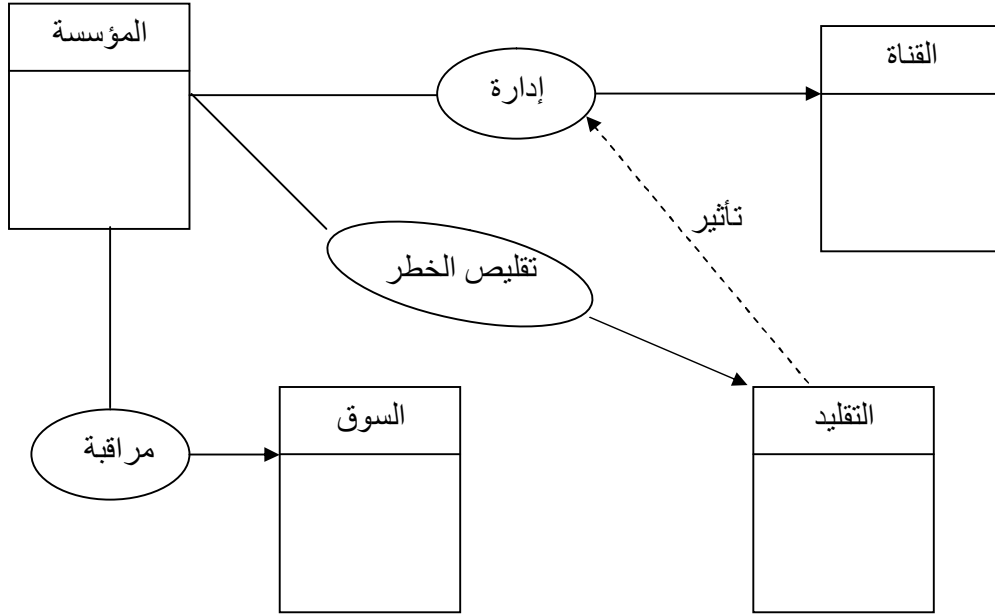 المؤسسة
القناة
إدارة
تأثير
تقليص الخطر
السوق
التقليد
مراقبة